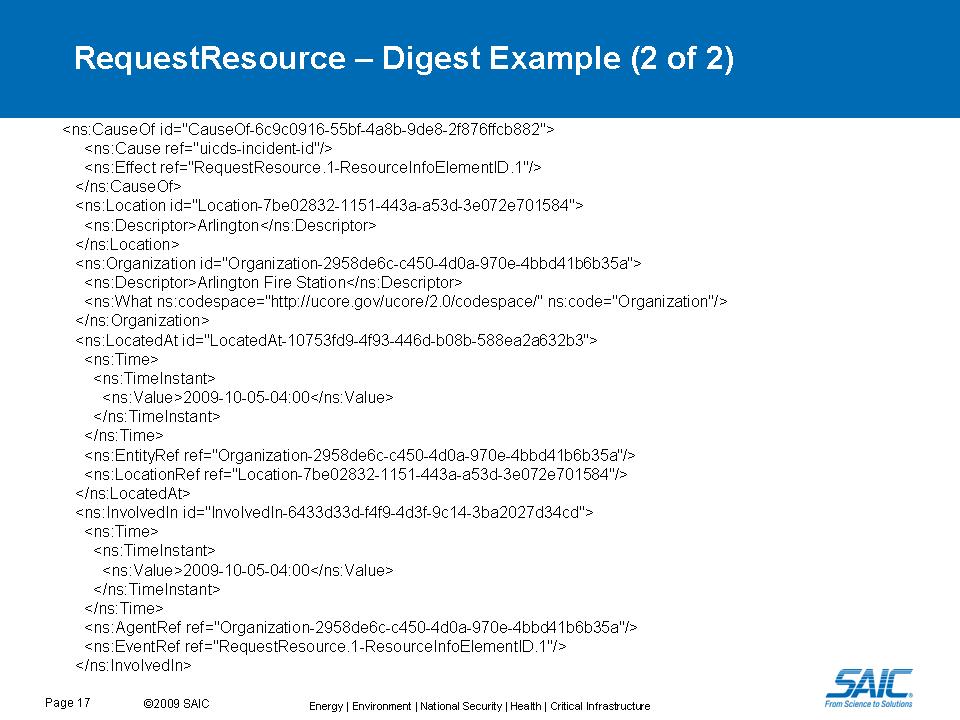 RequestResource – Digest Example (2 of 2)
<ns:CauseOf id="CauseOf-6c9c0916-55bf-4a8b-9de8-2f876ffcb882">
<ns:Cause ref="uicds-incident-id"/>
<ns:Effect ref="RequestResource.1-ResourceInfoElementID.1"/>
</ns:CauseOf>
<ns:Location id="Location-7be02832-1151-443a-a53d-3e072e701584">
<ns:Descriptor>Arlington</ns:Descriptor>
</ns:Location>
<ns:Organization id="Organization-2958de6c-c450-4d0a-970e-4bbd41b6b35a">
<ns:Descriptor>Arlington Fire Station</ns:Descriptor>
<ns:What ns:codespace="http://ucore.gov/ucore/2.0/codespace/" ns:code="Organization"/>
</ns:Organization>
<ns:LocatedAt id="LocatedAt-10753fd9-4f93-446d-b08b-588ea2a632b3">
<ns:Time>
<ns:TimeInstant>
<ns:Value>2009-10-05-04:00</ns:Value>
</ns:TimeInstant>
</ns:Time>
<ns:EntityRef ref="Organization-2958de6c-c450-4d0a-970e-4bbd41b6b35a"/>
<ns:LocationRef ref="Location-7be02832-1151-443a-a53d-3e072e701584"/>
</ns:LocatedAt>
<ns:InvolvedIn id="InvolvedIn-6433d33d-f4f9-4d3f-9c14-3ba2027d34cd">
<ns:Time>
<ns:TimeInstant>
<ns:Value>2009-10-05-04:00</ns:Value>
</ns:TimeInstant>
</ns:Time>
<ns:AgentRef ref="Organization-2958de6c-c450-4d0a-970e-4bbd41b6b35a"/>
<ns:EventRef ref="RequestResource.1-ResourceInfoElementID.1"/>
</ns:InvolvedIn>
Page 17 ©2009 SAIC Energy | Environment | National Security | Health | Critical Infrastructure
SAIC
From Science to Solutions